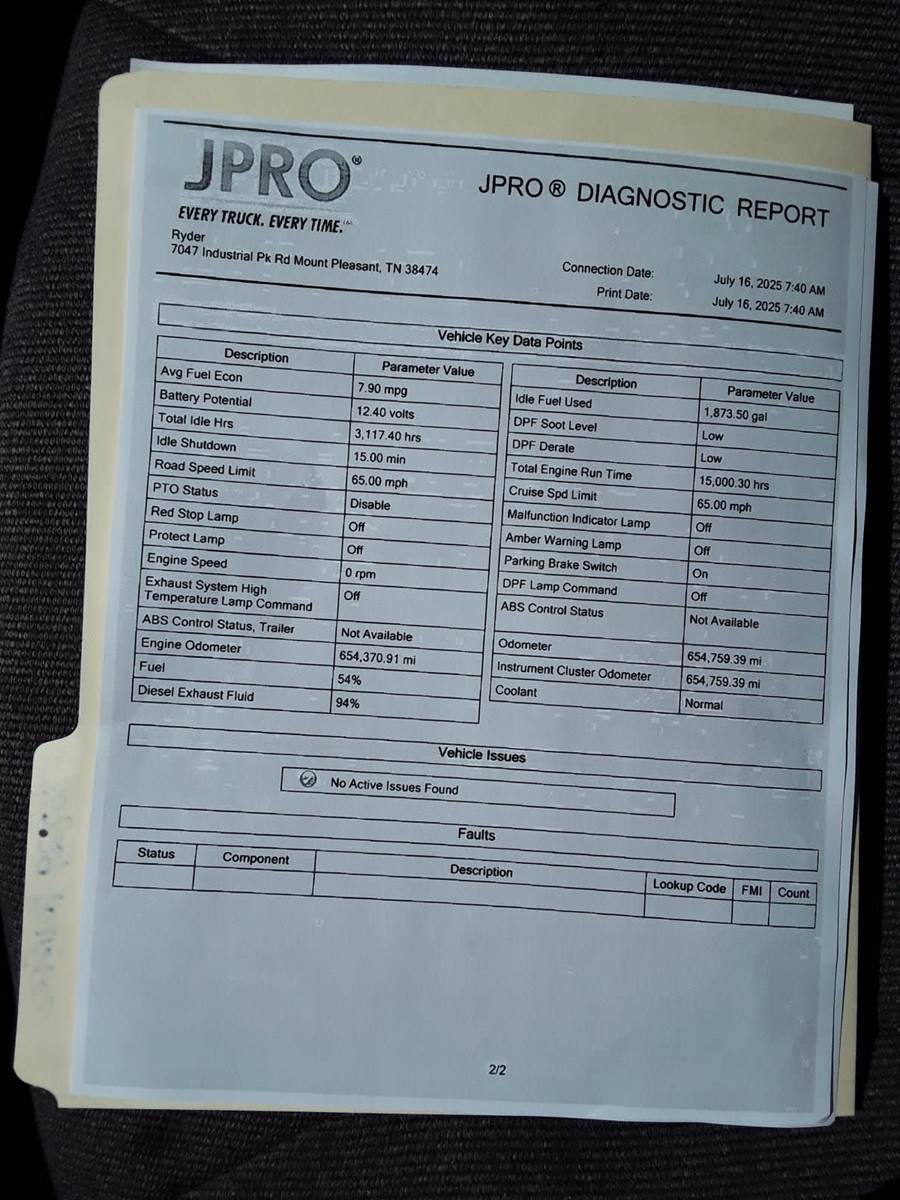 JPRO®
EVERY TRUCK. EVERY TIME.
JPRO® DIAGNOSTIC REPORT
Ryder
7047 Industrial Pk Rd Mount Pleasant, TN 38474
Connection Date: July 16, 2025 7:40 AM
Print Date: July 16, 2025 7:40 AM
Vehicle Key Data Points
Description Parameter Value
Avg Fuel Econ 7.90 mpg
Battery Potential 12.40 volts
Total Idle Hrs 3,117.40 hrs
Idle Shutdown 15.00 min
Road Speed Limit 65.00 mph
PTO Status Disable
Red Stop Lamp Off
Protect Lamp Off
Engine Speed 0 rpm
Exhaust System High Off
Temperature Lamp Command
ABS Control Status, Trailer Not Available
Engine Odometer 654,370.91 mi
Fuel 54%
Diesel Exhaust Fluid 94%
Description Parameter Value
Idle Fuel Used 1,873.50 gal
DPF Soot Level Low
DPF Derate Low
Total Engine Run Time 15,000.30 hrs
Cruise Spd Limit 65.00 mph
Malfunction Indicator Lamp Off
Amber Warning Lamp Off
Parking Brake Switch On
DPF Lamp Command Off
ABS Control Status Not Available
Odometer 654,759.39 mi
Instrument Cluster Odometer 654,759.39 mi
Coolant Normal
Vehicle Issues
No Active Issues Found
Faults
Status Component Description Lookup Code FMI Count
2/2